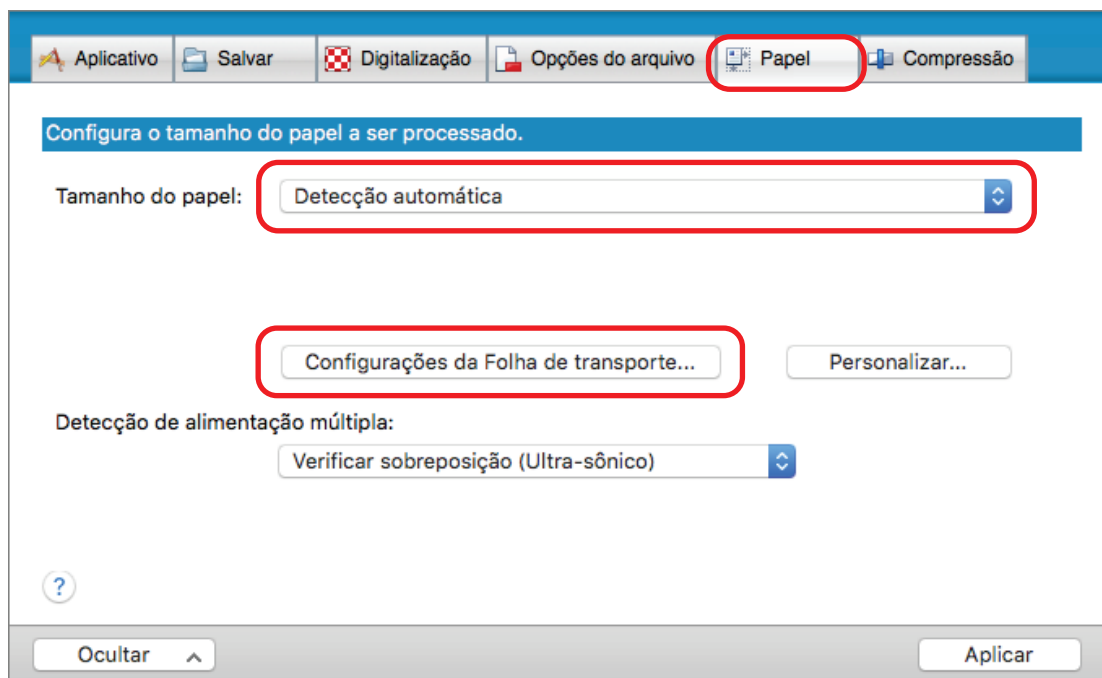 Aplicativo Salvar Digitalização Opções do arquivo Papel Compressão
Configura o tamanho do papel a ser processado.
Tamanho do papel: Detecção automática
Configurações da Folha de transporte... Personalizar...
Detecção de alimentação múltipla:
Verificar sobreposição (Ultra-sônico)
?
Ocultar Aplicar